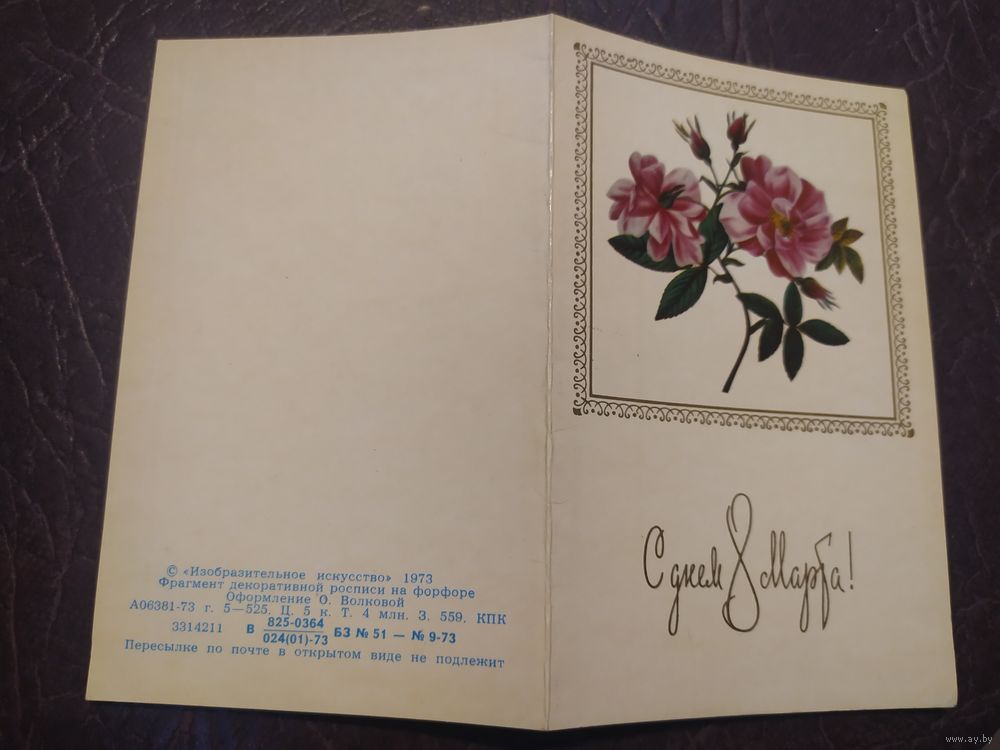 © «Изобразительное искусство» 1973
Фрагмент декоративной росписи на форфоре
Оформление О. Волковой
А06381-73 г. 5—525. Ц. 5 к. Т. 4 млн. З. 559. КПК
3314211 В 825-0364
024(01)-73 БЗ № 51 — № 9-73
Пересылке по почте в открытом виде не подлежит
С днем 8 Марта!
www.ay.by